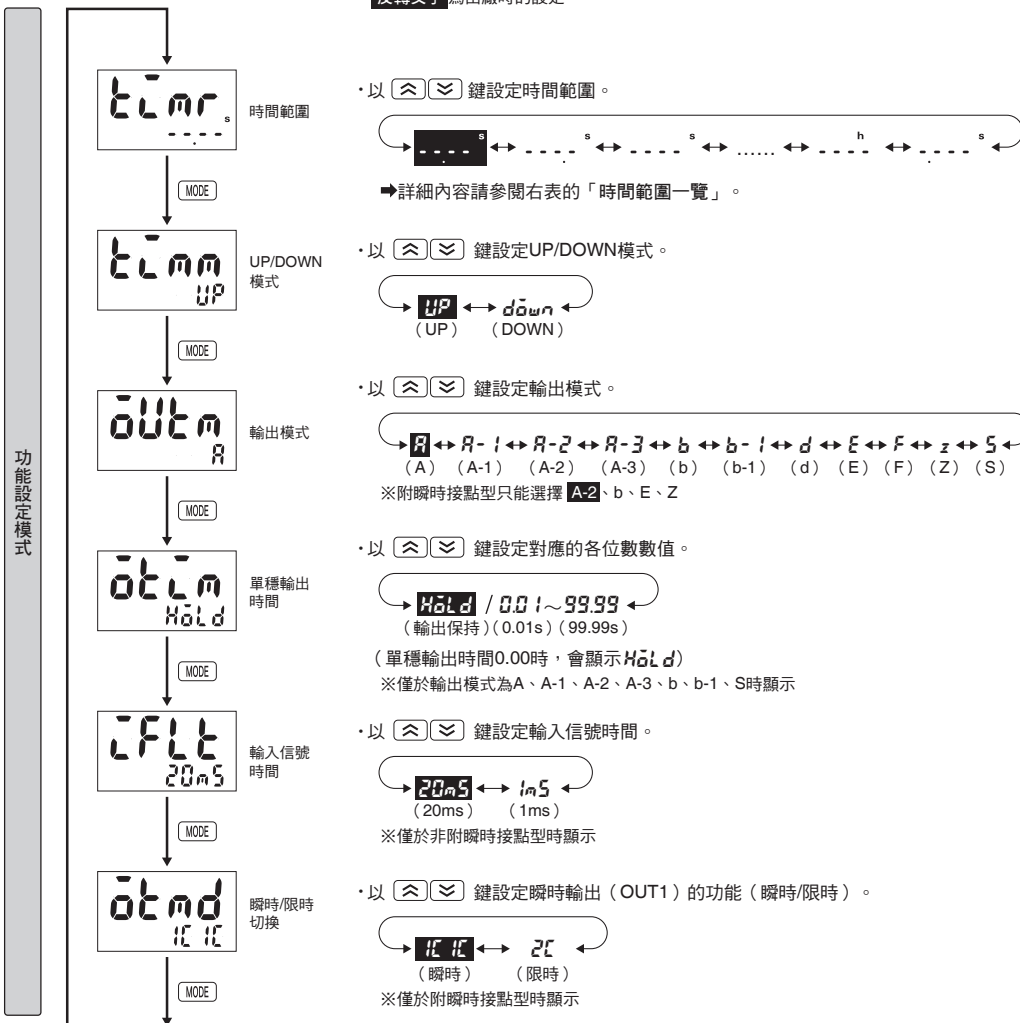 反轉文字 為出廠時的設定
功能設定模式
timr
--.-- s
時間範圍
・以 鍵設定時間範圍。
--.-- s ↔ ---.- s ↔ ---- s ↔ ...... ↔ ---- h ↔ --.-- s
➡詳細內容請參閱右表的「時間範圍一覽」。
MODE
timm
UP
UP/DOWN
模式
・以 鍵設定UP/DOWN模式。
UP ↔ down
(UP) (DOWN)
MODE
outm
A
輸出模式
・以 鍵設定輸出模式。
A ↔ A-1 ↔ A-2 ↔ A-3 ↔ b ↔ b-1 ↔ d ↔ E ↔ F ↔ z ↔ S
(A) (A-1) (A-2) (A-3) (b) (b-1) (d) (E) (F) (Z) (S)
※附瞬時接點型只能選擇 A-2、b、E、Z
MODE
otim
Hold
單穩輸出
時間
・以 鍵設定對應的各位數數值。
Hold / 0.01～99.99
(輸出保持)(0.01s)(99.99s)
(單穩輸出時間0.00時，會顯示Hold)
※僅於輸出模式為A、A-1、A-2、A-3、b、b-1、S時顯示
MODE
iFLt
20mS
輸入信號
時間
・以 鍵設定輸入信號時間。
20mS ↔ 1mS
(20ms) (1ms)
※僅於非附瞬時接點型時顯示
MODE
otmd
1C 1C
瞬時/限時
切換
・以 鍵設定瞬時輸出（OUT1）的功能（瞬時/限時）。
1C 1C ↔ 2C
(瞬時) (限時)
※僅於附瞬時接點型時顯示
MODE